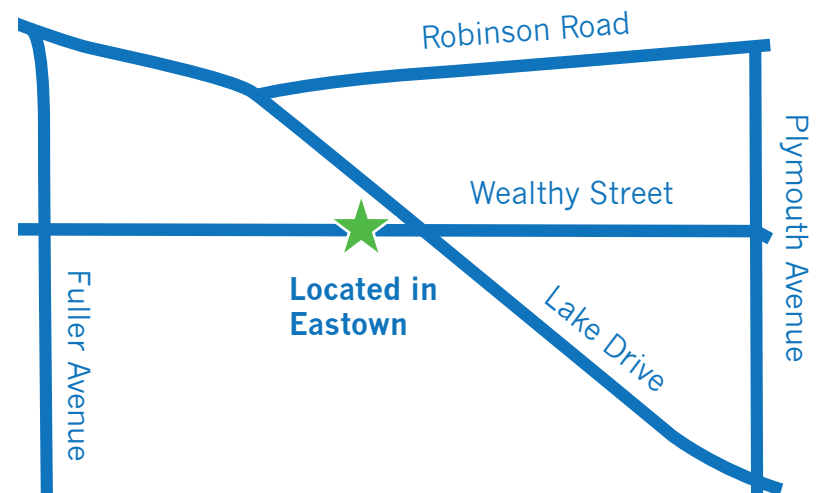 Robinson Road
Plymouth Avenue
Wealthy Street
Fuller Avenue
Located in
Eastown
Lake Drive